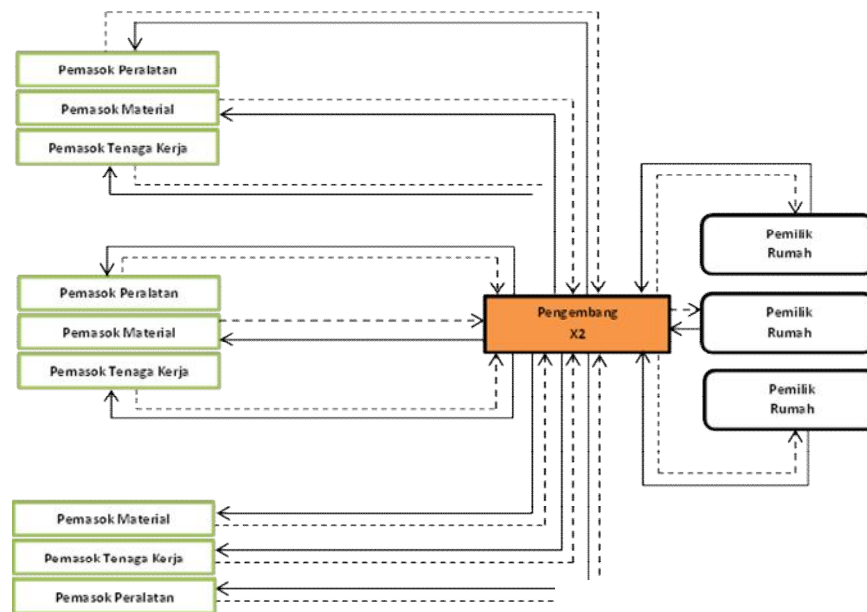 Pemasok Peralatan
Pemasok Material
Pemasok Tenaga Kerja
Pemasok Peralatan
Pemasok Material
Pemasok Tenaga Kerja
Pemasok Material
Pemasok Tenaga Kerja
Pemasok Peralatan
Pengembang
X2
Pemilik
Rumah
Pemilik
Rumah
Pemilik
Rumah